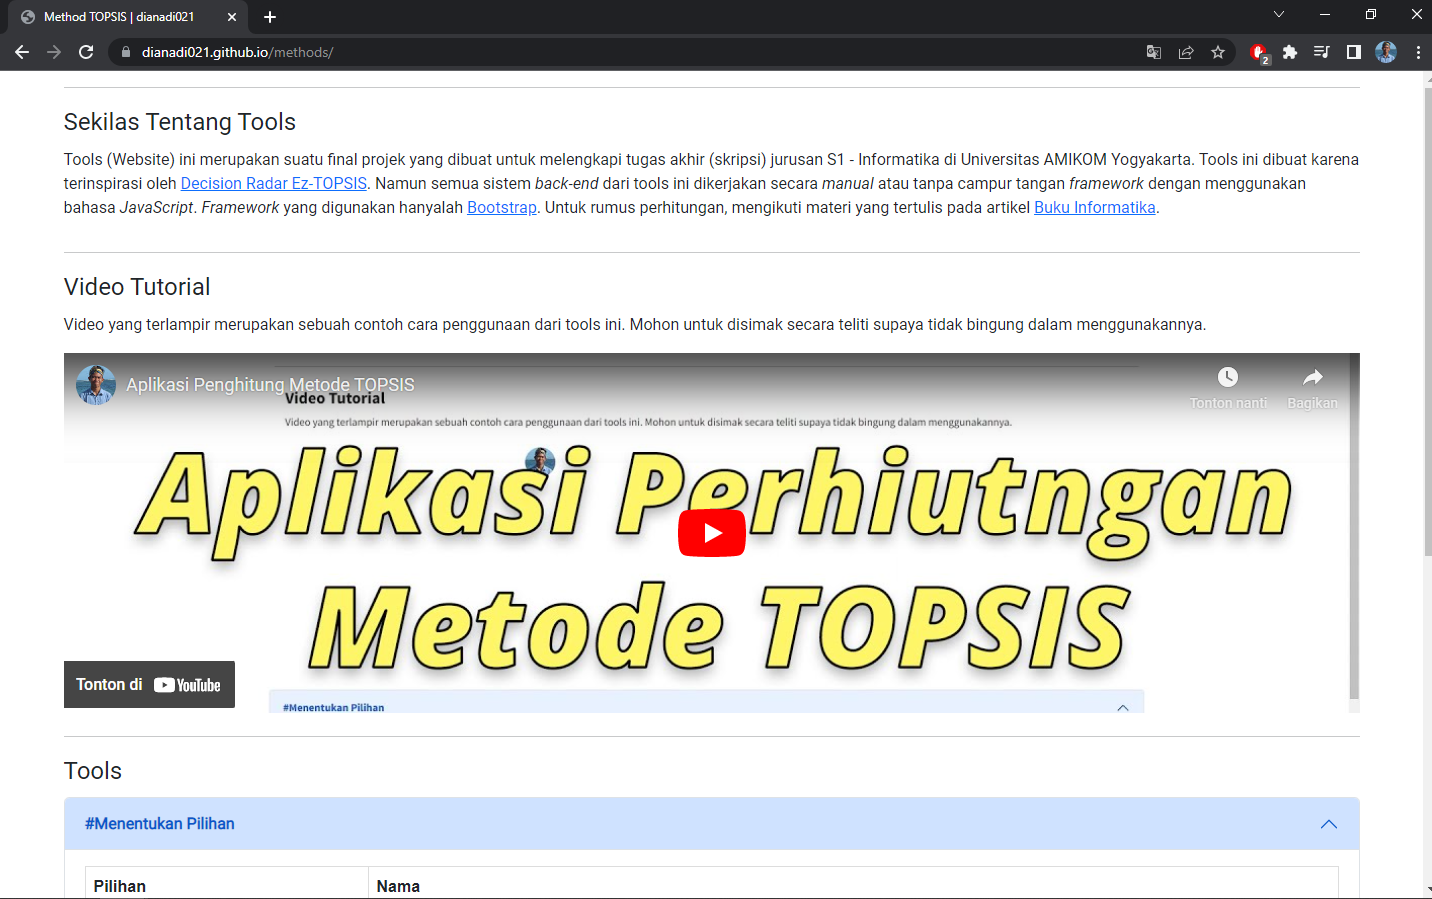 Method TOPSIS | dianadi021
dianadi021.github.io/methods/
2
Sekilas Tentang Tools
Tools (Website) ini merupakan suatu final projek yang dibuat untuk melengkapi tugas akhir (skripsi) jurusan S1 - Informatika di Universitas AMIKOM Yogyakarta. Tools ini dibuat karena
terinspirasi oleh Decision Radar Ez-TOPSIS. Namun semua sistem back-end dari tools ini dikerjakan secara manual atau tanpa campur tangan framework dengan menggunakan
bahasa JavaScript. Framework yang digunakan hanyalah Bootstrap. Untuk rumus perhitungan, mengikuti materi yang tertulis pada artikel Buku Informatika.
Video Tutorial
Video yang terlampir merupakan sebuah contoh cara penggunaan dari tools ini. Mohon untuk disimak secara teliti supaya tidak bingung dalam menggunakannya.
Aplikasi Penghitung Metode TOPSIS
Tonton nanti
Bagikan
Video Tutorial
Video yang terlampir merupakan sebuah contoh cara penggunaan dari tools ini. Mohon untuk disimak secara teliti supaya tidak bingung dalam menggunakannya.
Aplikasi Perhiutngan
Metode TOPSIS
Tonton di YouTube
#Menentukan Pilihan
Tools
#Menentukan Pilihan
Pilihan Nama